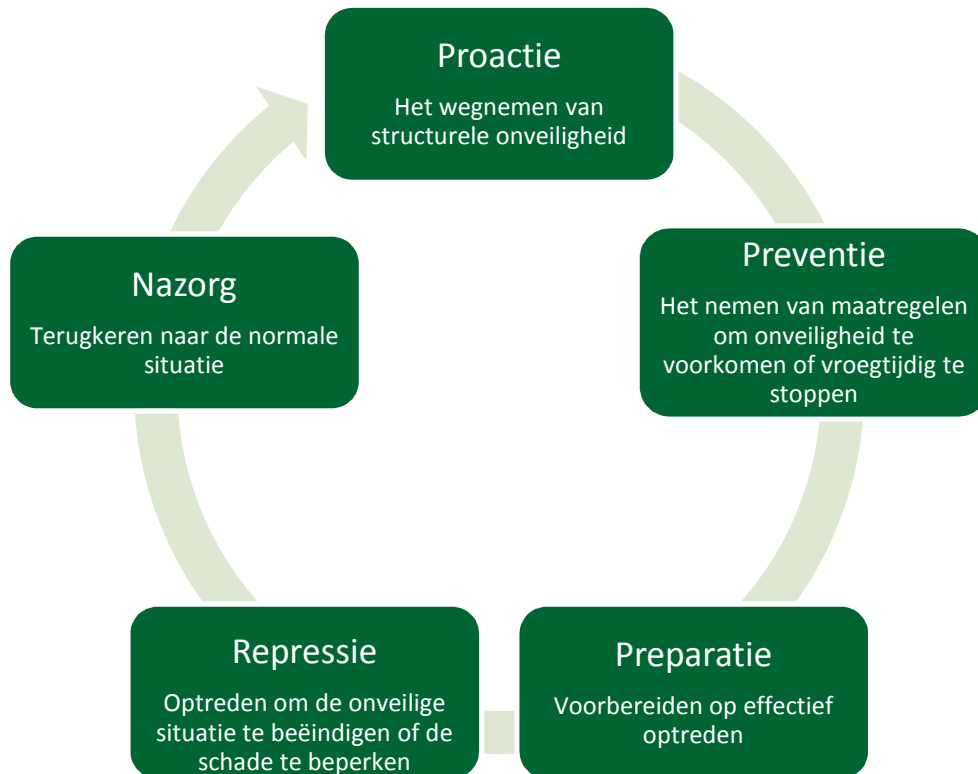 Proactie
Het wegnemen van
structurele onveiligheid
Preventie
Het nemen van maatregelen
om onveiligheid te
voorkomen of vroegtijdig te
stoppen
Preparatie
Voorbereiden op effectief
optreden
Repressie
Optreden om de onveilige
situatie te beëindigen of de
schade te beperken
Nazorg
Terugkeren naar de normale
situatie